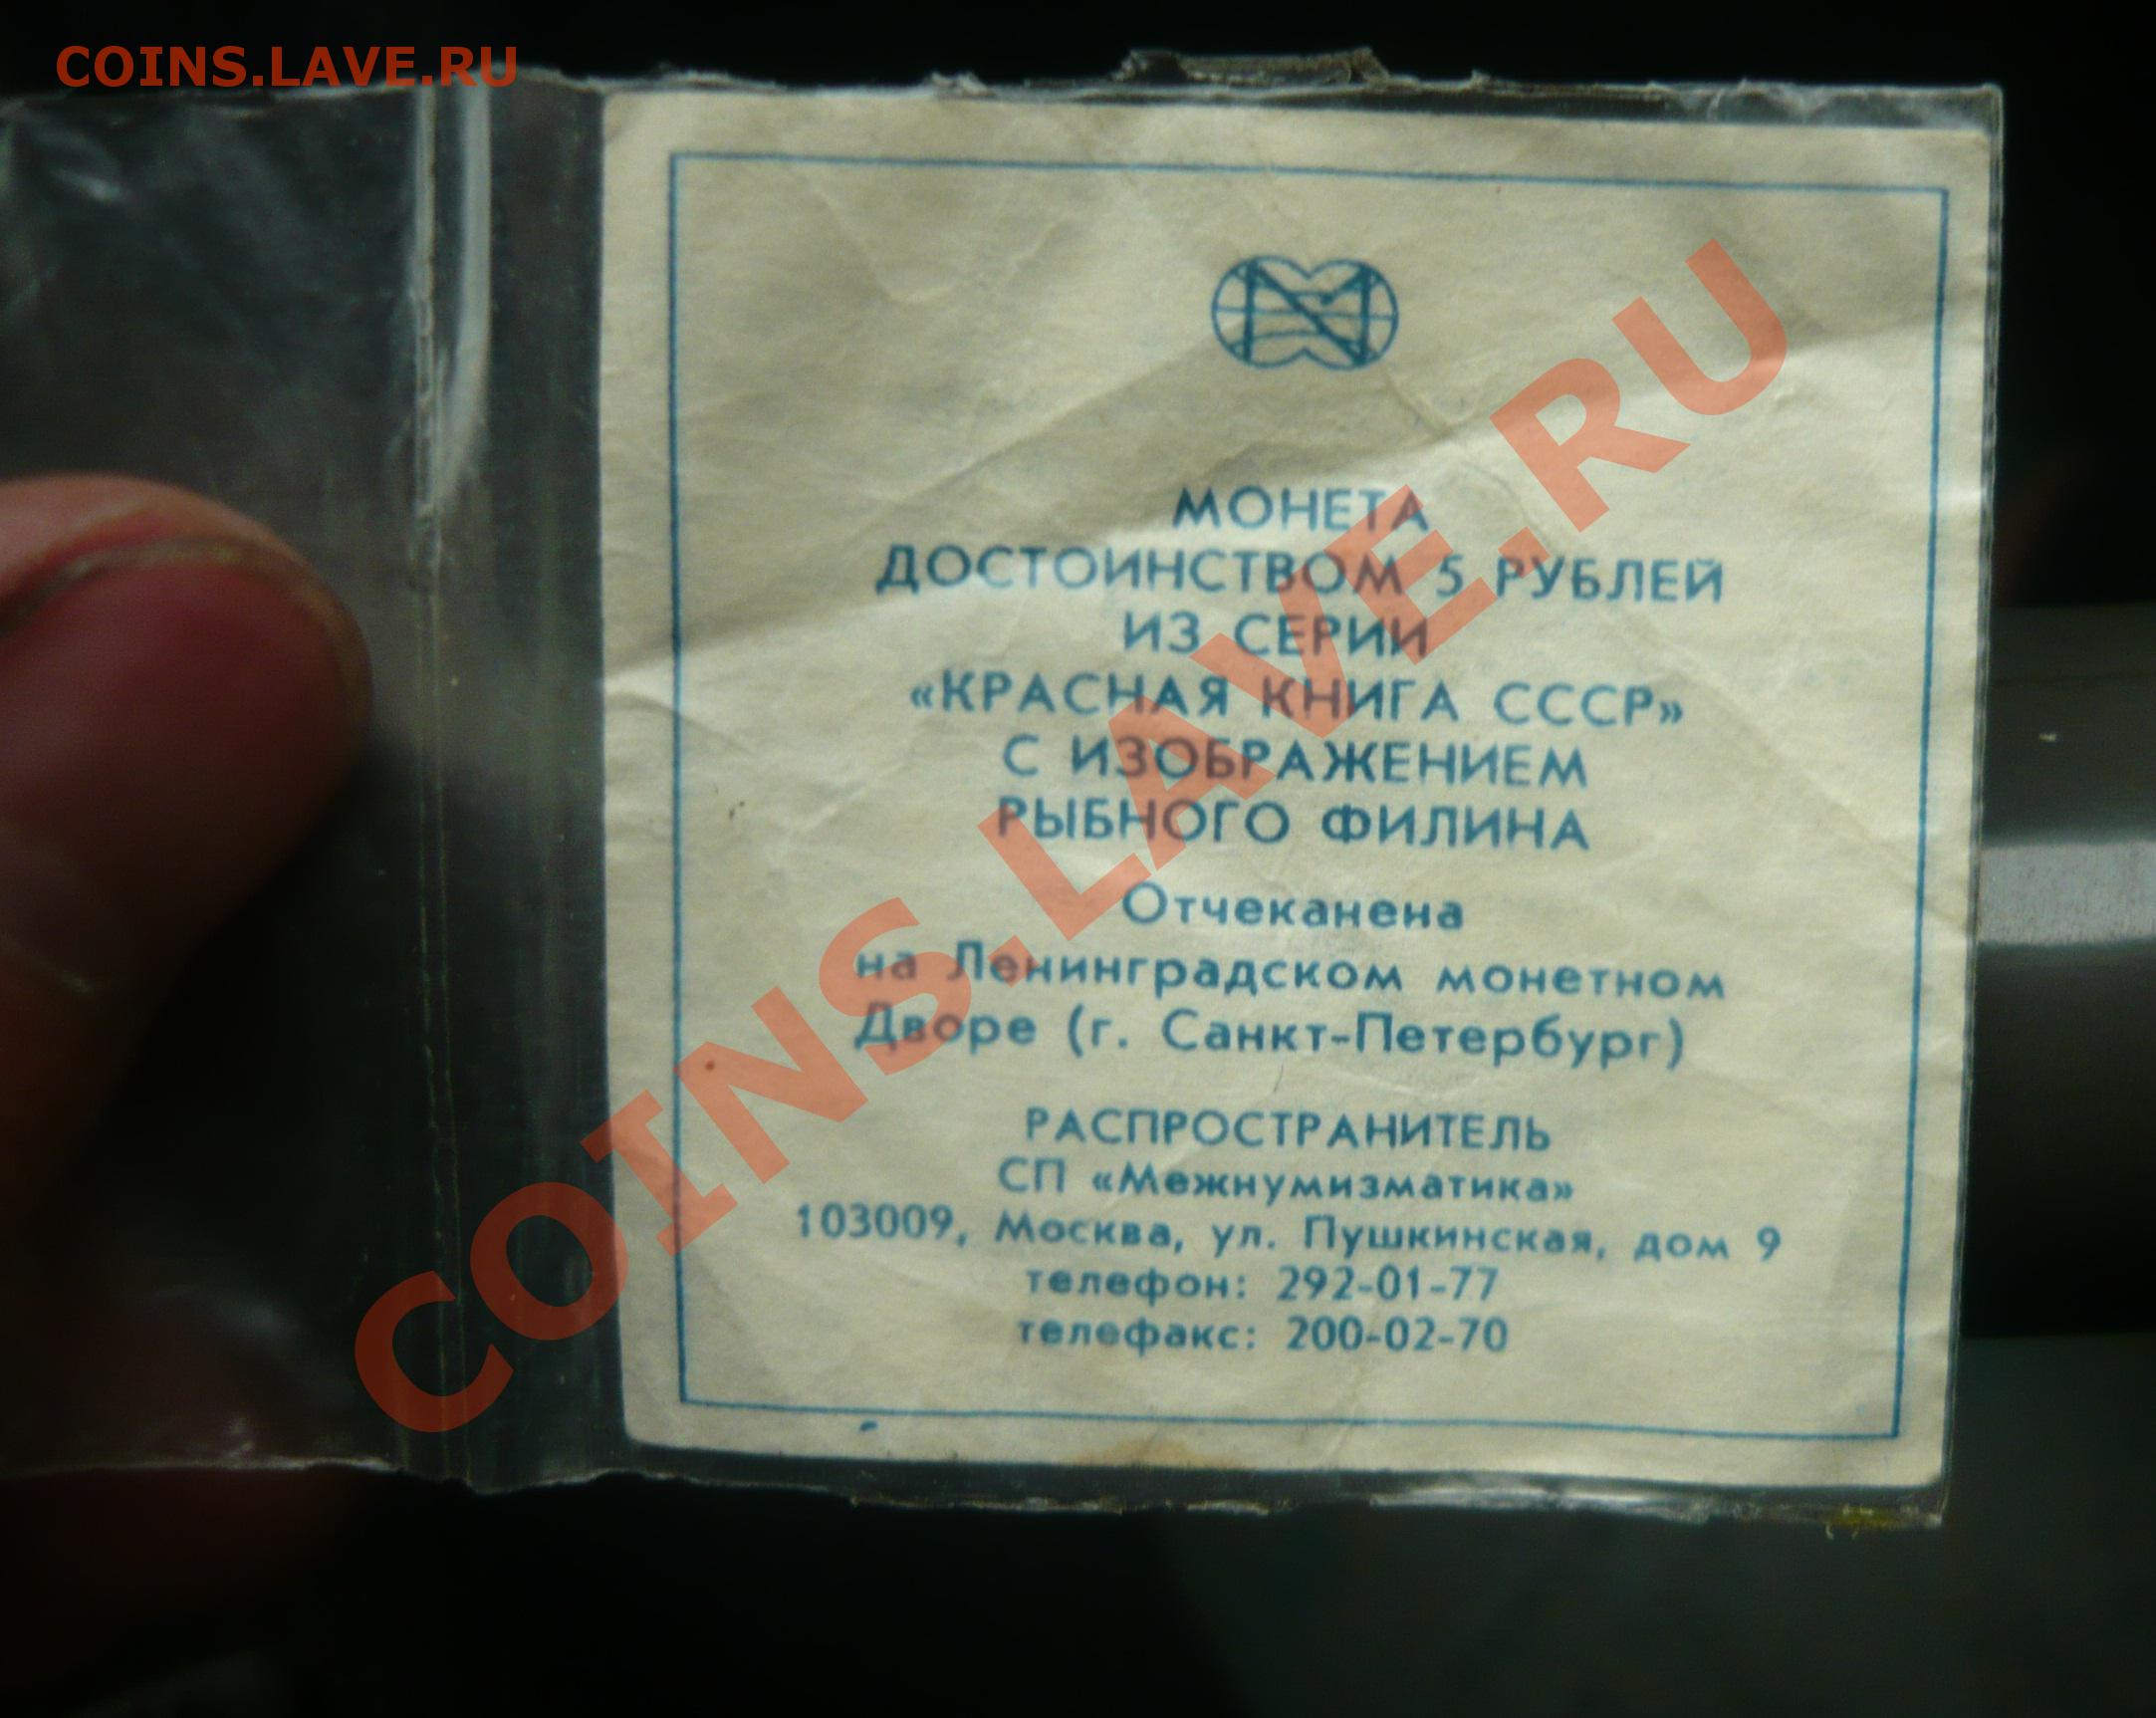 COINS.LAVE.RU
МОНЕТА
ДОСТОИНСТВОМ 5 РУБЛЕЙ
ИЗ СЕРИИ
«КРАСНАЯ КНИГА СССР»
С ИЗОБРАЖЕНИЕМ
РЫБНОГО ФИЛИНА
Отчеканена
на Ленинградском монетном
Дворе (г. Санкт-Петербург)
РАСПРОСТРАНИТЕЛЬ
СП «Межнумизматика»
103009, Москва, ул. Пушкинская, дом 9
телефон: 292-01-77
телефакс: 200-02-70
COINS.LAVE.RU